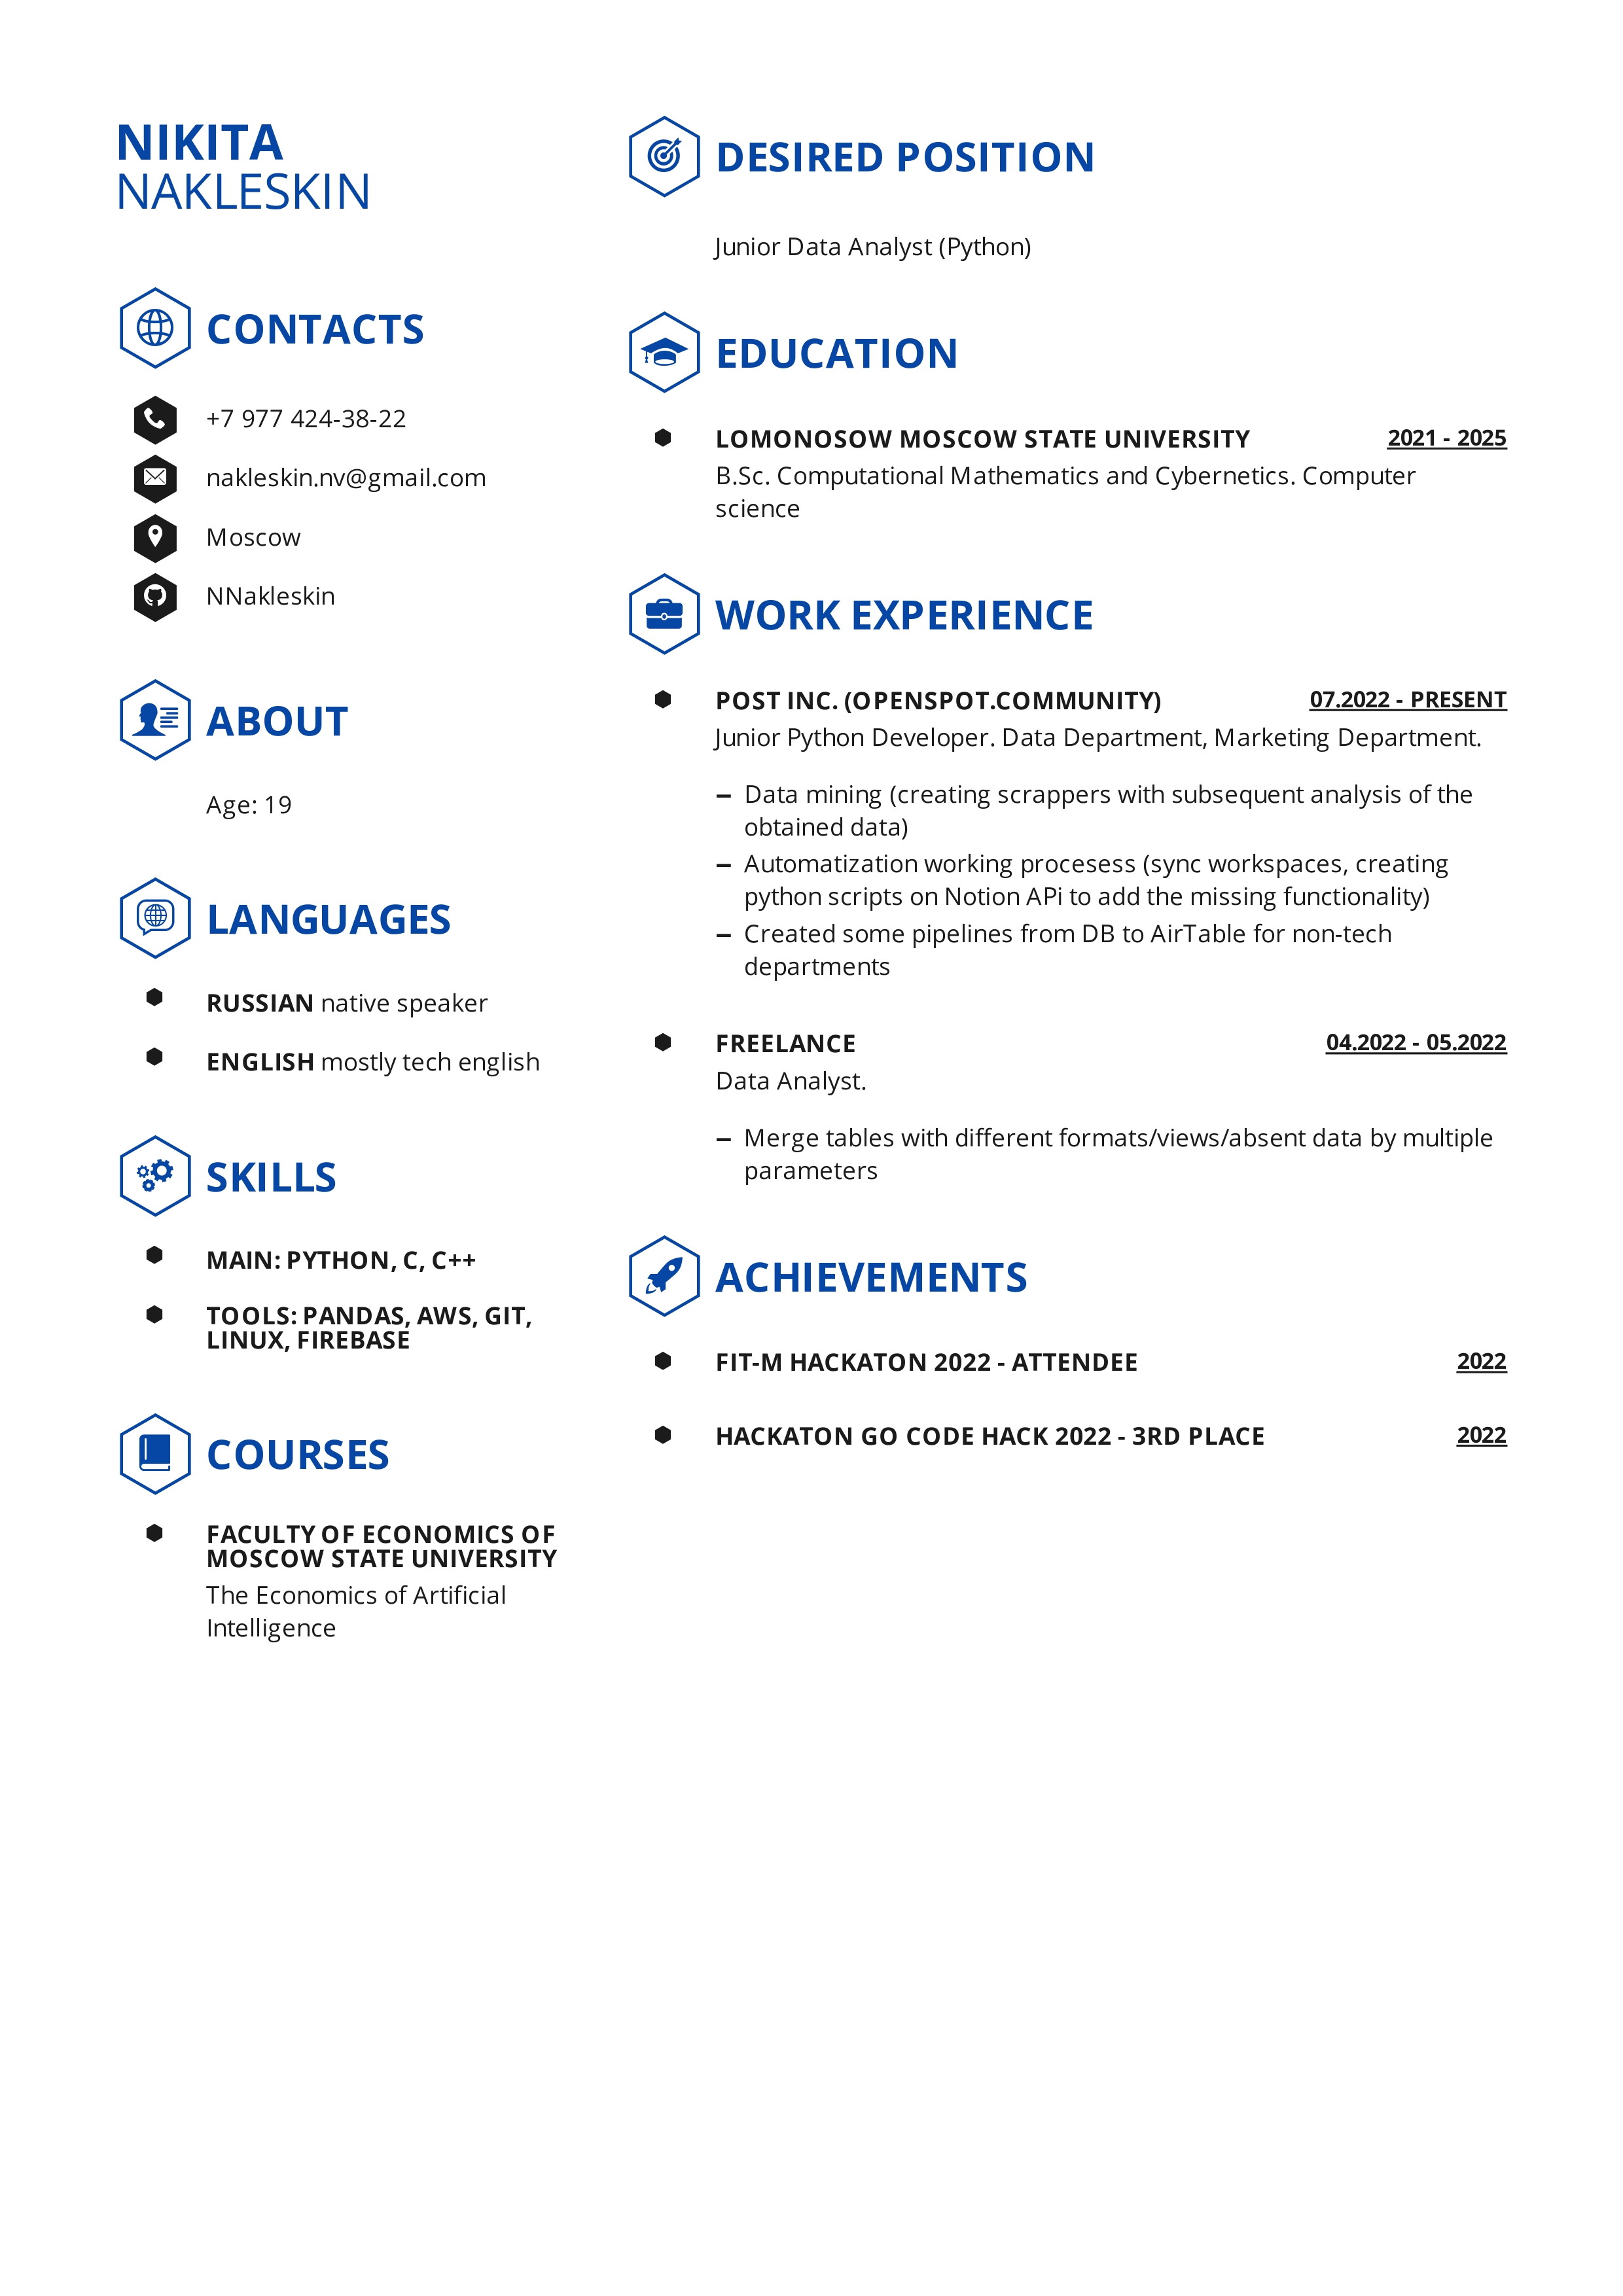 NIKITA
NAKLESKIN
CONTACTS
+7 977 424-38-22
nakleskin.nv@gmail.com
Moscow
NNakleskin
ABOUT
Age: 19
LANGUAGES
RUSSIAN native speaker
ENGLISH mostly tech english
SKILLS
MAIN: PYTHON, C, C++
TOOLS: PANDAS, AWS, GIT,
LINUX, FIREBASE
COURSES
FACULTY OF ECONOMICS OF
MOSCOW STATE UNIVERSITY
The Economics of Artificial
Intelligence
DESIRED POSITION
Junior Data Analyst (Python)
EDUCATION
LOMONOSOW MOSCOW STATE UNIVERSITY 2021 - 2025
B.Sc. Computational Mathematics and Cybernetics. Computer
science
WORK EXPERIENCE
POST INC. (OPENSPOT.COMMUNITY) 07.2022 - PRESENT
Junior Python Developer. Data Department, Marketing Department.
– Data mining (creating scrappers with subsequent analysis of the
obtained data)
– Automatization working procesess (sync workspaces, creating
python scripts on Notion APi to add the missing functionality)
– Created some pipelines from DB to AirTable for non-tech
departments
FREELANCE 04.2022 - 05.2022
Data Analyst.
– Merge tables with different formats/views/absent data by multiple
parameters
ACHIEVEMENTS
FIT-M HACKATON 2022 - ATTENDEE 2022
HACKATON GO CODE HACK 2022 - 3RD PLACE 2022